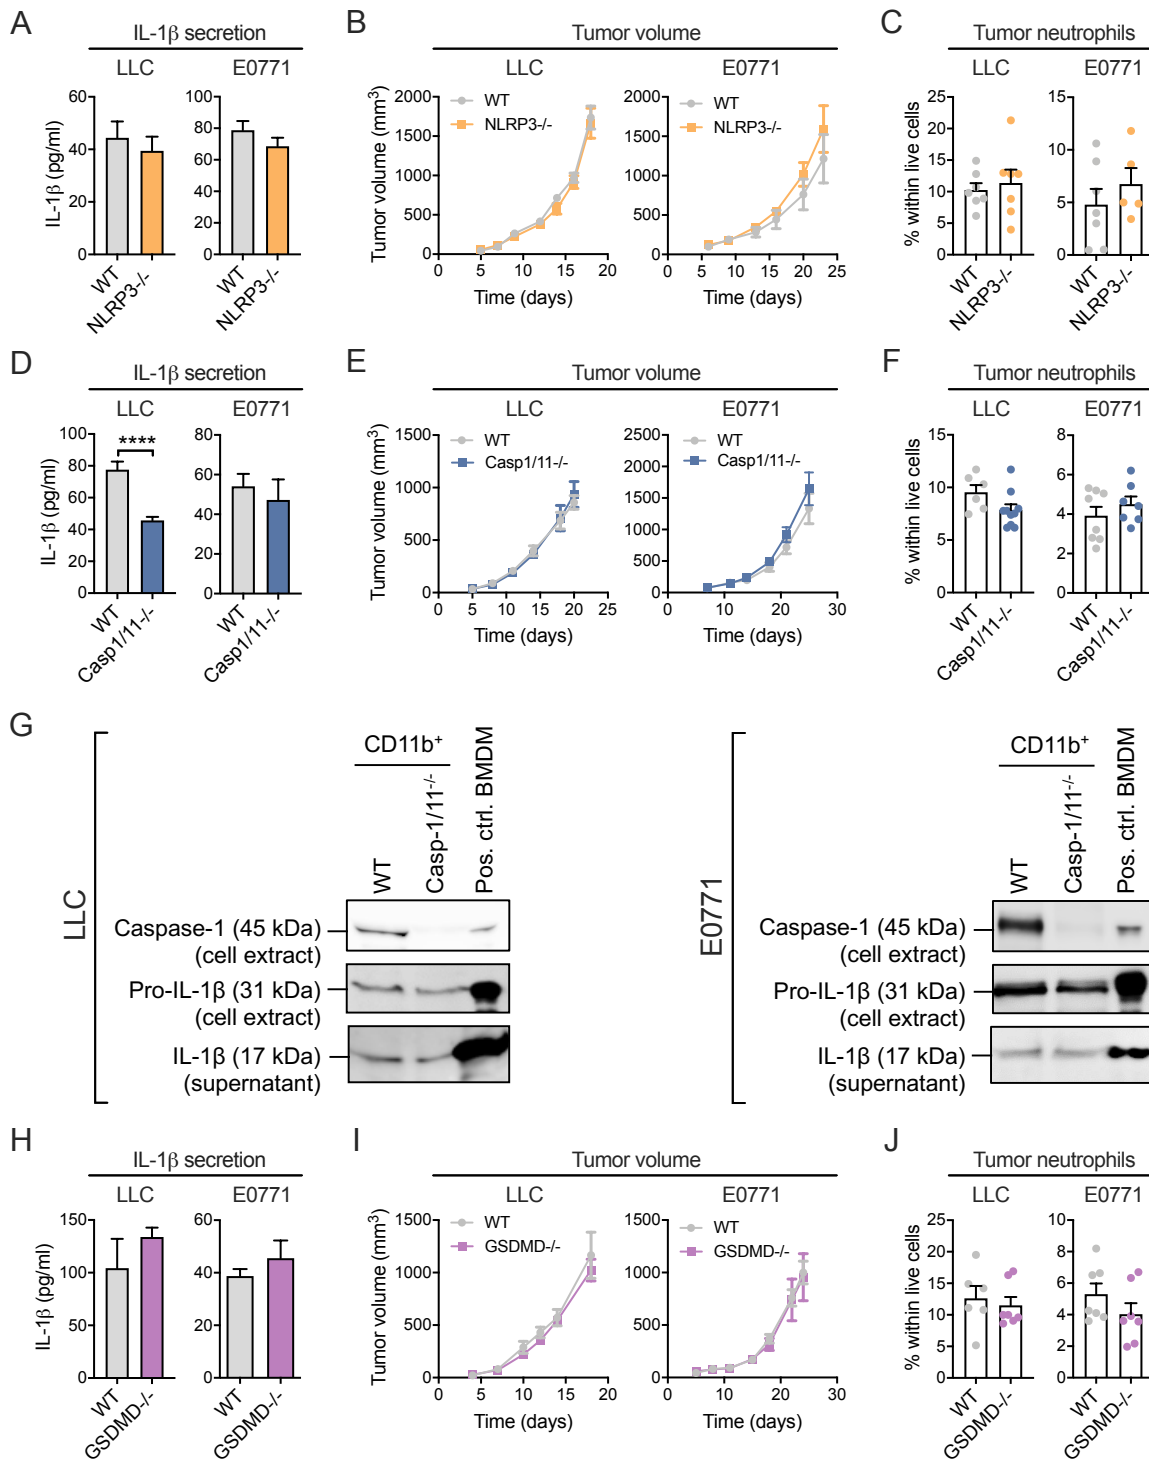 A
IL-1β secretion
LLC
E0771
IL-1β (pg/ml)
60
40
20
0
WT
NLRP3-/-
100
80
60
40
20
0
WT
NLRP3-/-
B
Tumor volume
LLC
E0771
Tumor volume (mm³)
2000
1500
1000
500
0
WT
NLRP3-/-
0 5 10 15 20
Time (days)
2000
1500
1000
500
0
WT
NLRP3-/-
0 5 10 15 20 25
Time (days)
C
Tumor neutrophils
LLC
E0771
% within live cells
25
20
15
10
5
0
WT
NLRP3-/-
15
10
5
0
WT
NLRP3-/-
D
IL-1β secretion
LLC
E0771
IL-1β (pg/ml)
100
80
60
40
20
0
****
WT
Casp1/11-/-
80
60
40
20
0
WT
Casp1/11-/-
E
Tumor volume
LLC
E0771
Tumor volume (mm³)
1500
1000
500
0
WT
Casp1/11-/-
0 5 10 15 20 25
Time (days)
2500
2000
1500
1000
500
0
WT
Casp1/11-/-
0 10 20 30
Time (days)
F
Tumor neutrophils
LLC
E0771
% within live cells
15
10
5
0
WT
Casp1/11-/-
8
6
4
2
0
WT
Casp1/11-/-
G
LLC
CD11b⁺
WT
Casp-1/11⁻/⁻
Pos. ctrl. BMDM
Caspase-1 (45 kDa)
(cell extract)
Pro-IL-1β (31 kDa)
(cell extract)
IL-1β (17 kDa)
(supernatant)
E0771
CD11b⁺
WT
Casp-1/11⁻/⁻
Pos. ctrl. BMDM
Caspase-1 (45 kDa)
(cell extract)
Pro-IL-1β (31 kDa)
(cell extract)
IL-1β (17 kDa)
(supernatant)
H
IL-1β secretion
LLC
E0771
IL-1β (pg/ml)
150
100
50
0
WT
GSDMD-/-
60
40
20
0
WT
GSDMD-/-
I
Tumor volume
LLC
E0771
Tumor volume (mm³)
1500
1000
500
0
WT
GSDMD-/-
0 5 10 15 20
Time (days)
1500
1000
500
0
WT
GSDMD-/-
0 10 20 30
Time (days)
J
Tumor neutrophils
LLC
E0771
% within live cells
25
20
15
10
5
0
WT
GSDMD-/-
10
8
6
4
2
0
WT
GSDMD-/-